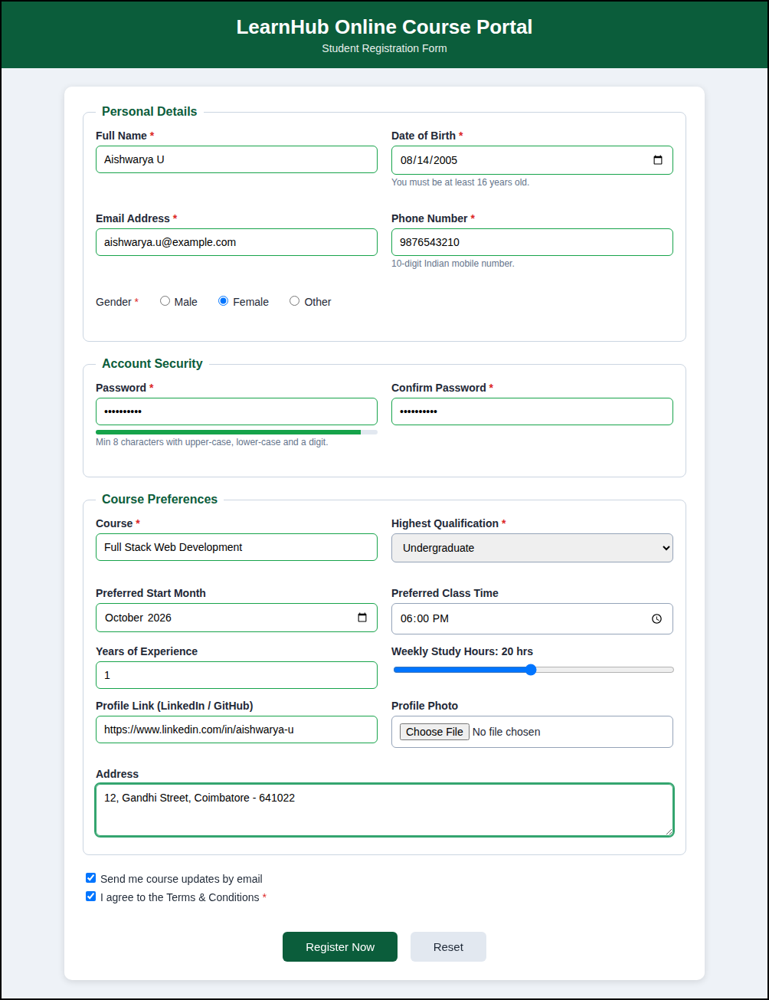 LearnHub Online Course Portal
Student Registration Form
Personal Details
Full Name *
Aishwarya U
Date of Birth *
08/14/2005
You must be at least 16 years old.
Email Address *
aishwarya.u@example.com
Phone Number *
9876543210
10-digit Indian mobile number.
Gender * Male Female Other
Account Security
Password *
••••••••••
Confirm Password *
••••••••••
Min 8 characters with upper-case, lower-case and a digit.
Course Preferences
Course *
Full Stack Web Development
Highest Qualification *
Undergraduate
Preferred Start Month
October 2026
Preferred Class Time
06:00 PM
Years of Experience
1
Weekly Study Hours: 20 hrs
Profile Link (LinkedIn / GitHub)
https://www.linkedin.com/in/aishwarya-u
Profile Photo
Choose File No file chosen
Address
12, Gandhi Street, Coimbatore - 641022
Send me course updates by email
I agree to the Terms & Conditions *
Register Now
Reset